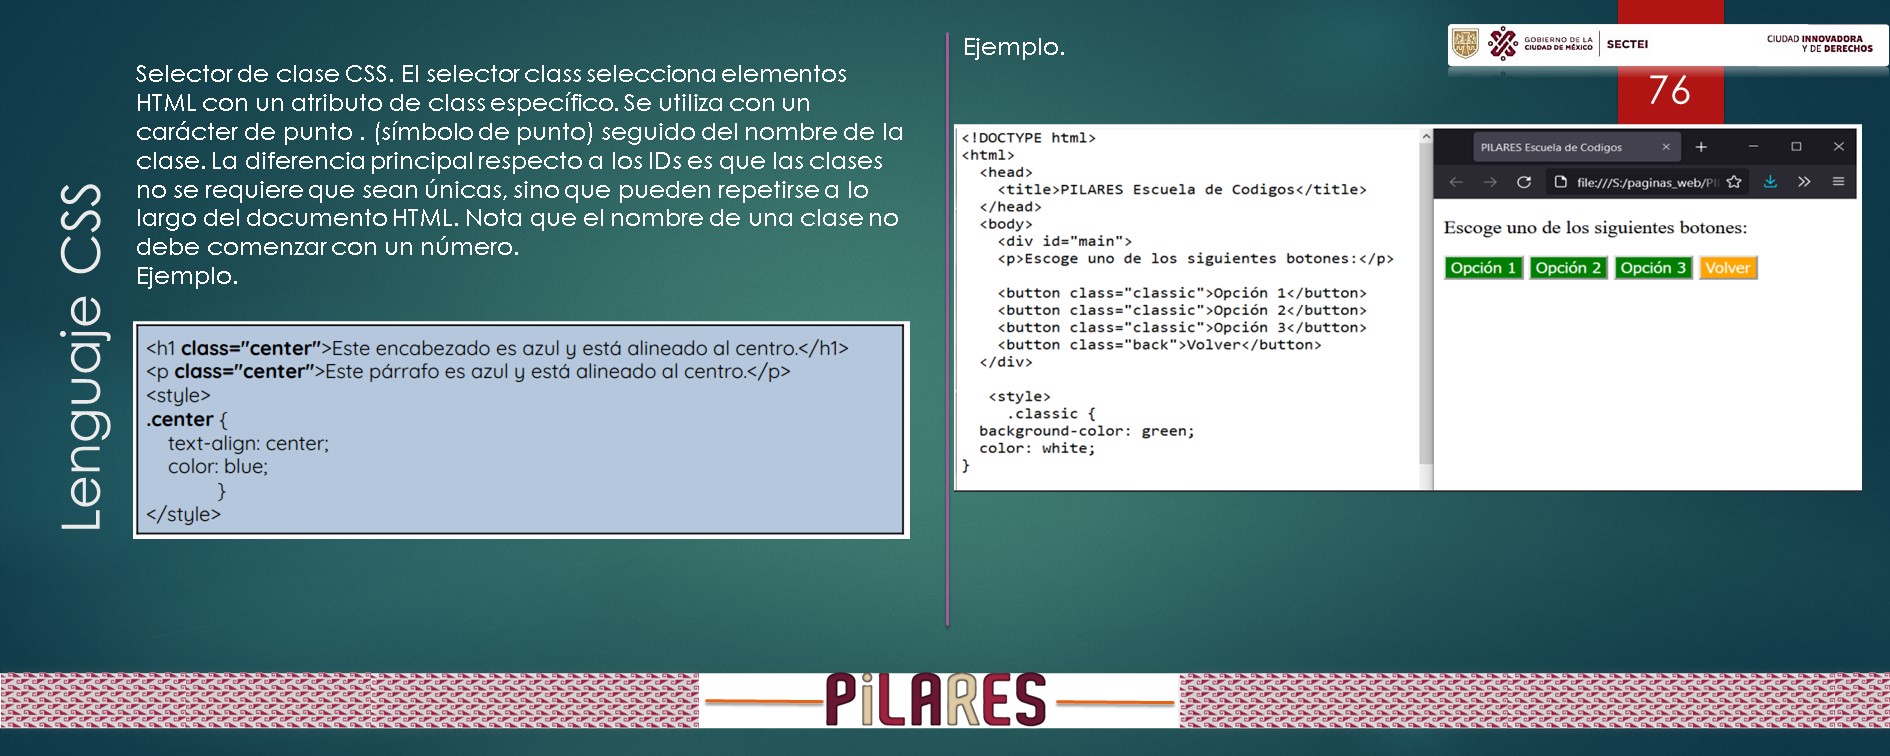 Lenguaje CSS
Selector de clase CSS. El selector class selecciona elementos
HTML con un atributo de class específico. Se utiliza con un
carácter de punto . (símbolo de punto) seguido del nombre de la
clase. La diferencia principal respecto a los IDs es que las clases
no se requiere que sean únicas, sino que pueden repetirse a lo
largo del documento HTML. Nota que el nombre de una clase no
debe comenzar con un número.
Ejemplo.
<h1 class="center">Este encabezado es azul y está alineado al centro.</h1>
<p class="center">Este párrafo es azul y está alineado al centro.</p>
<style>
.center {
text-align: center;
color: blue;
}
</style>
Ejemplo.
GOBIERNO DE LA
CIUDAD DE MÉXICO
SECTEI
CIUDAD INNOVADORA
Y DE DERECHOS
76
<!DOCTYPE html>
<html>
<head>
<title>PILARES Escuela de Codigos</title>
</head>
<body>
<div id="main">
<p>Escoge uno de los siguientes botones:</p>
<button class="classic">Opción 1</button>
<button class="classic">Opción 2</button>
<button class="classic">Opción 3</button>
<button class="back">Volver</button>
</div>
<style>
.classic {
background-color: green;
color: white;
}
PILARES Escuela de Codigos
file:///S:/paginas_web/PI
Escoge uno de los siguientes botones:
Opción 1 Opción 2 Opción 3 Volver
PiLARES